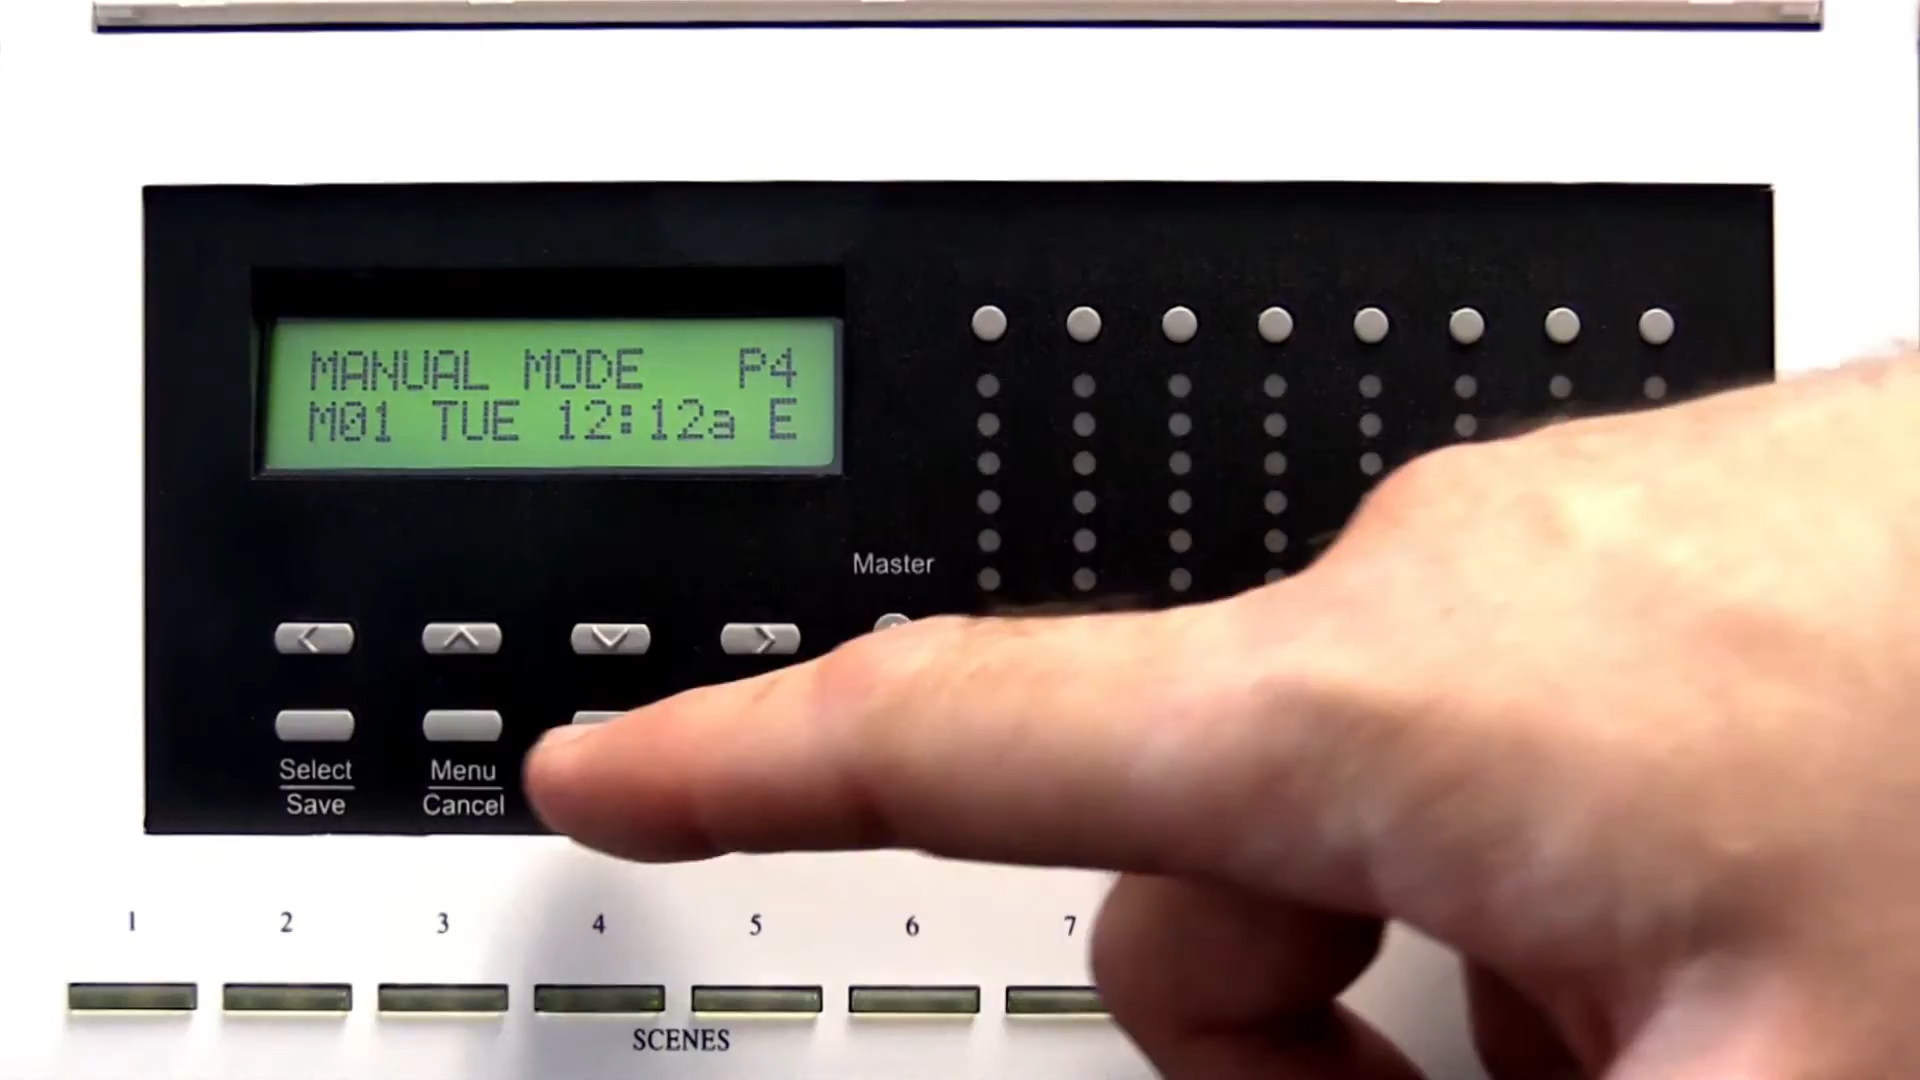 MANUAL MODE P4
M01 TUE 12:12a E
Master
Select
Save
Menu
Cancel
1 2 3 4 5 6 7
SCENES